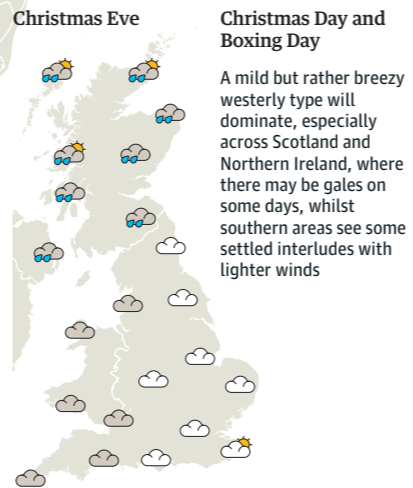 Christmas Eve
Christmas Day and
Boxing Day
A mild but rather breezy
westerly type will
dominate, especially
across Scotland and
Northern Ireland, where
there may be gales on
some days, whilst
southern areas see some
settled interludes with
lighter winds